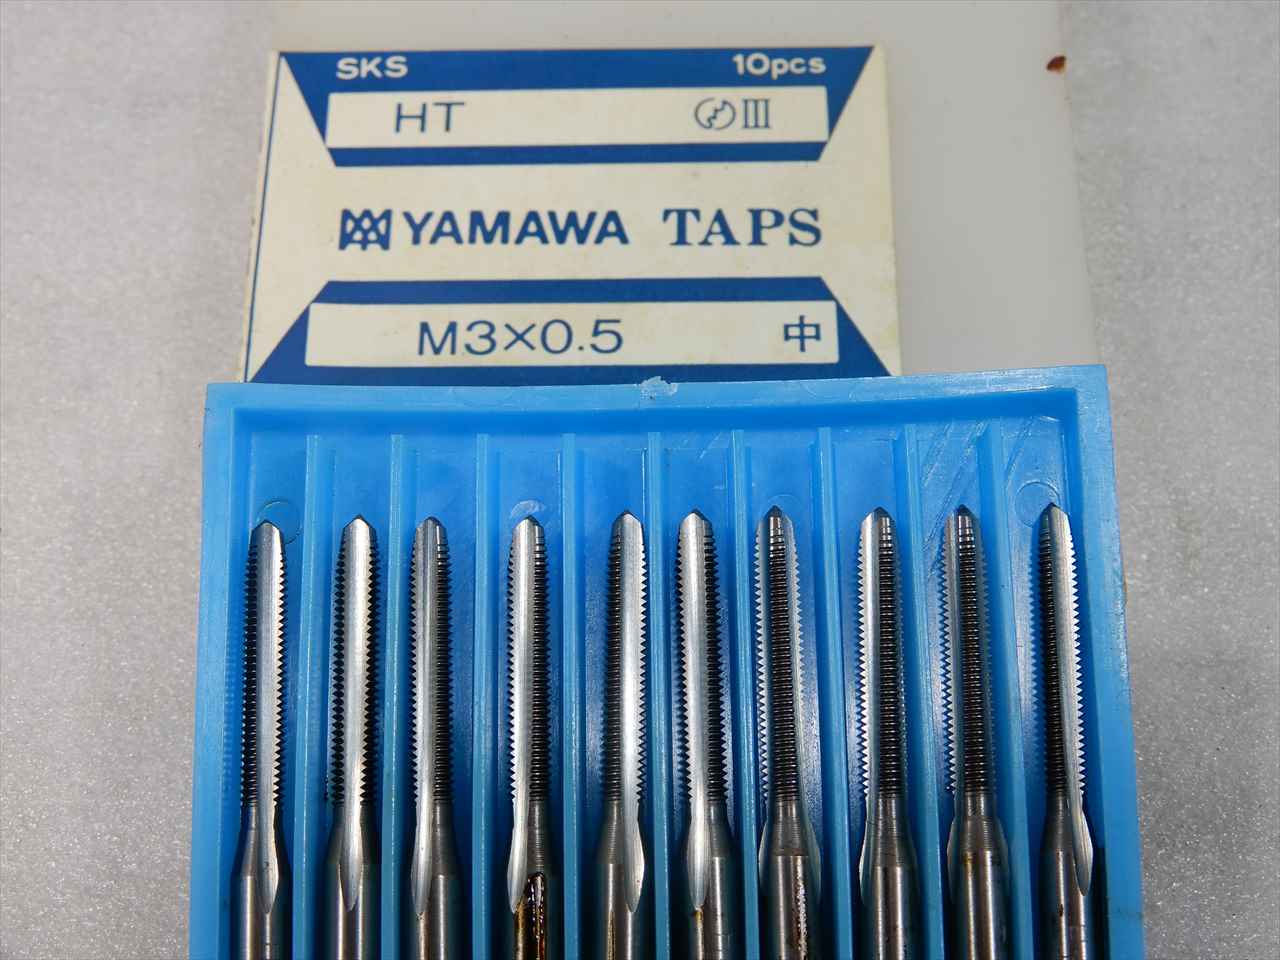 SKS 10pcs
HT III
YAMAWA TAPS
M3×0.5 中